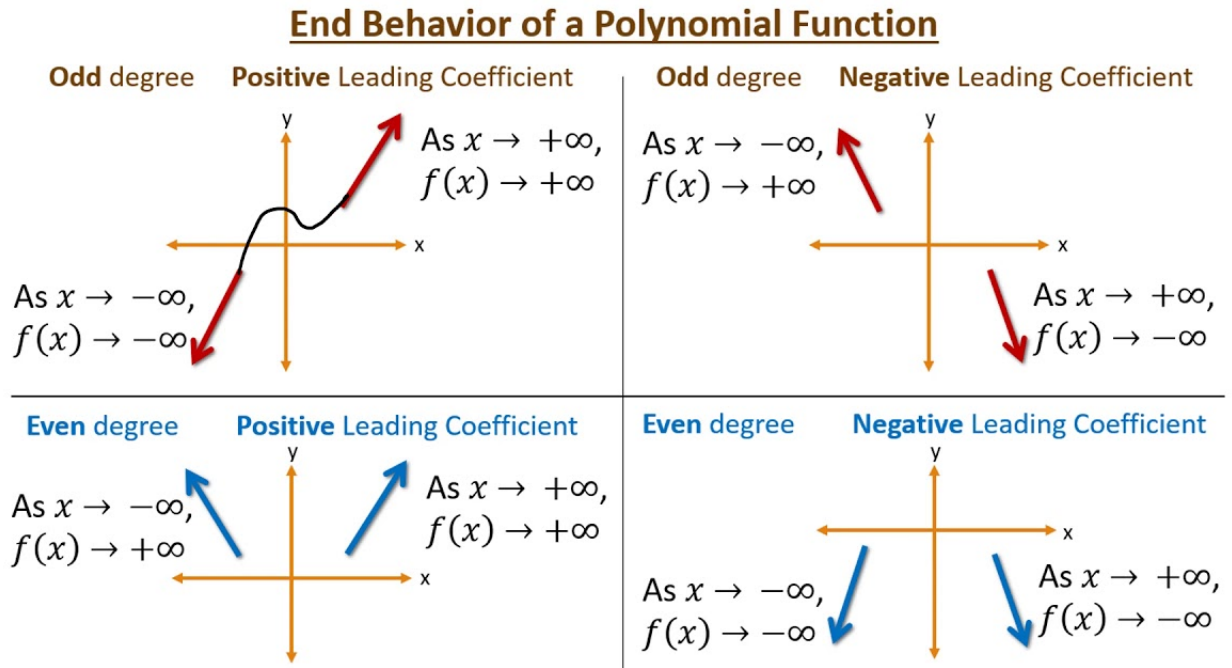 End Behavior of a Polynomial Function
Odd degree Positive Leading Coefficient
y
As x → +∞,
f(x) → +∞
x
As x → −∞,
f(x) → −∞
Odd degree Negative Leading Coefficient
y
As x → −∞,
f(x) → +∞
x
As x → +∞,
f(x) → −∞
Even degree Positive Leading Coefficient
y
As x → −∞,
f(x) → +∞
As x → +∞,
f(x) → +∞
x
Even degree Negative Leading Coefficient
y
x
As x → −∞,
f(x) → −∞
As x → +∞,
f(x) → −∞